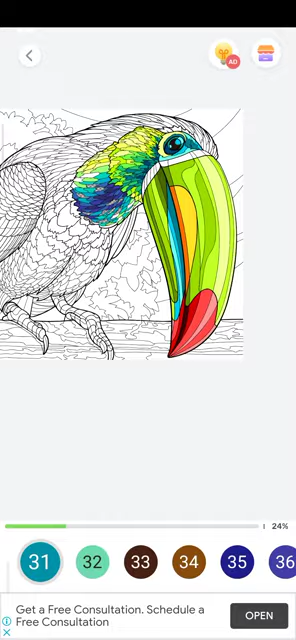 AD
24%
31 32 33 34 35 36
Get a Free Consultation. Schedule a
Free Consultation
OPEN